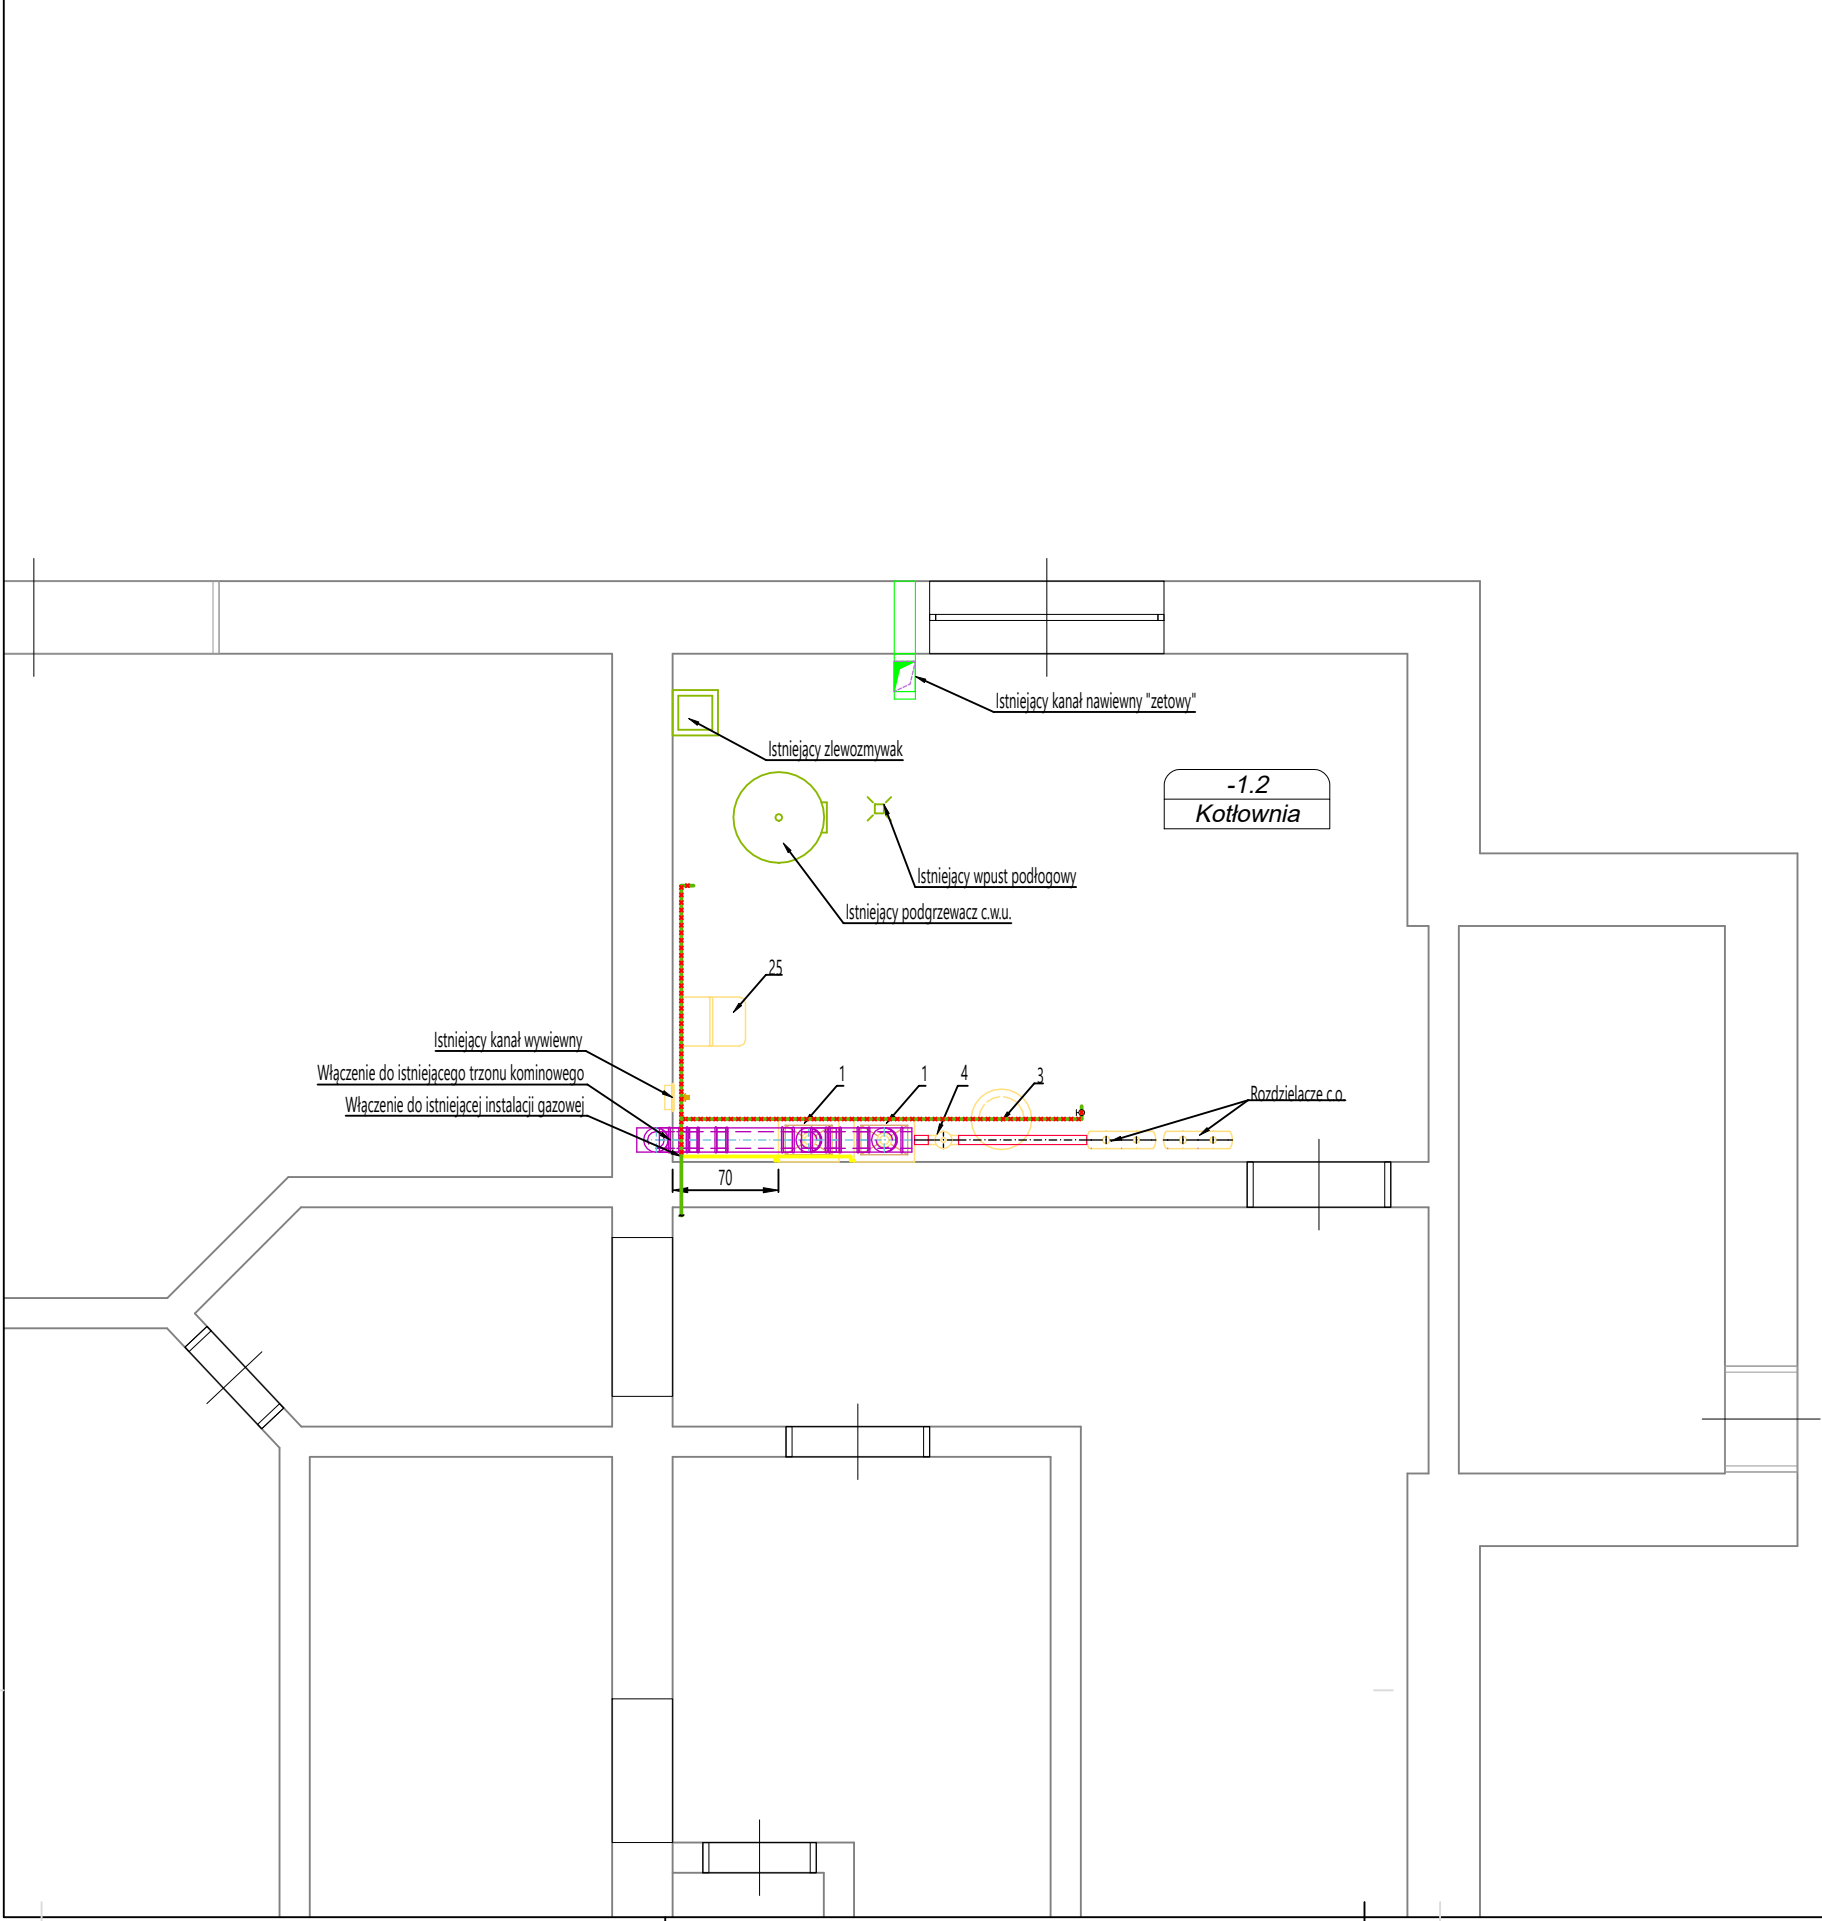 Istniejący kanał nawiewny "zetowy"
Istniejący zlewozmywak
-1.2
Kotłownia
Istniejący wpust podłogowy
Istniejący podgrzewacz c.w.u.
25
Istniejący kanał wywiewny
Włączenie do istniejącego trzonu kominowego
Włączenie do istniejącej instalacji gazowej
1
1
4
3
Rozdzielacze c.o.
70